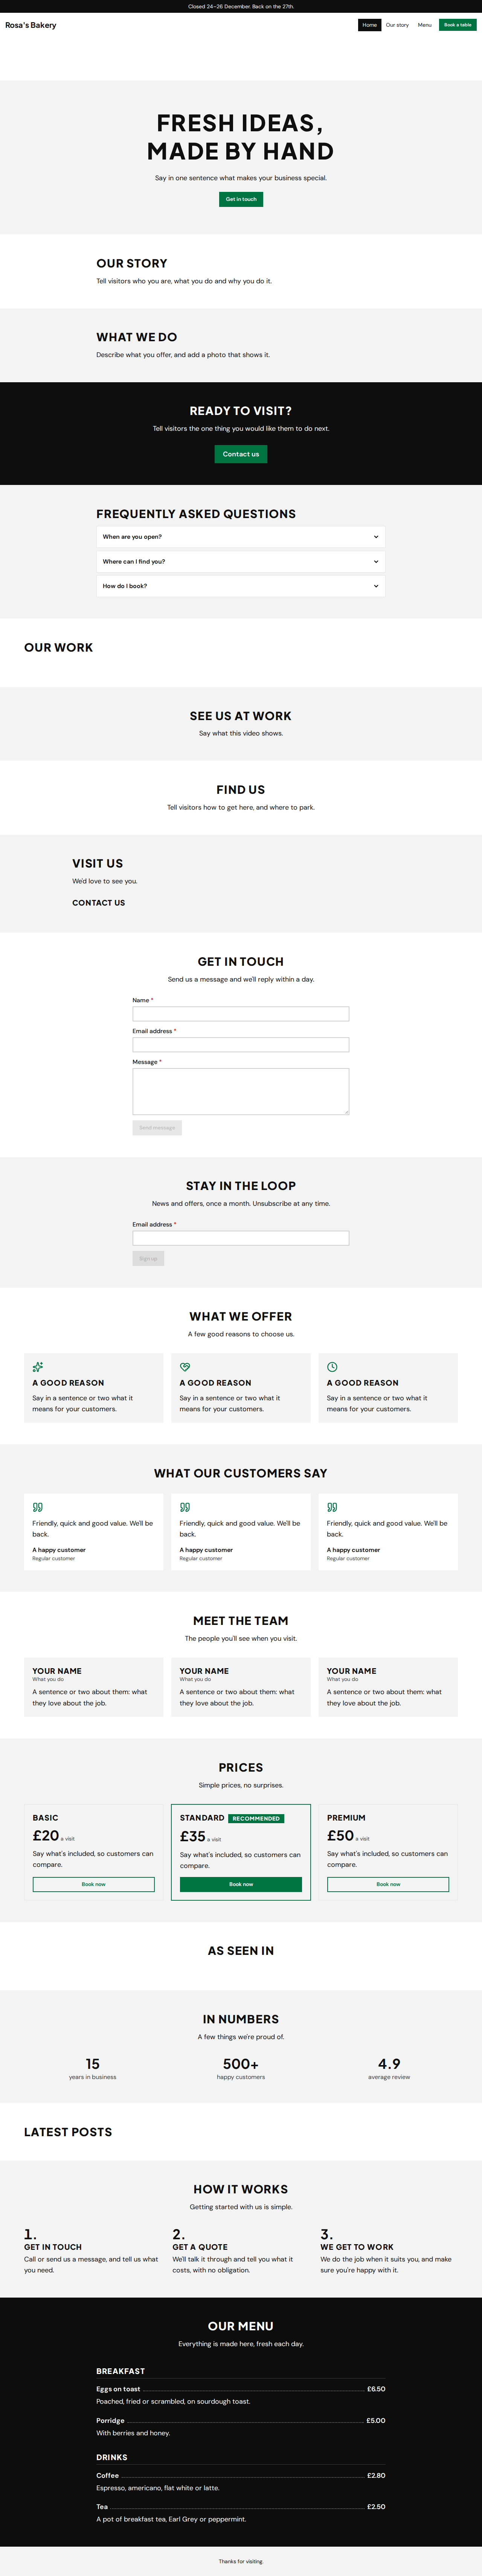 Closed 24–26 December. Back on the 27th.
Rosa's Bakery
Home Our story Menu Book a table
FRESH IDEAS,
MADE BY HAND
Say in one sentence what makes your business special.
Get in touch
OUR STORY
Tell visitors who you are, what you do and why you do it.
WHAT WE DO
Describe what you offer, and add a photo that shows it.
READY TO VISIT?
Tell visitors the one thing you would like them to do next.
Contact us
FREQUENTLY ASKED QUESTIONS
When are you open?
Where can I find you?
How do I book?
OUR WORK
SEE US AT WORK
Say what this video shows.
FIND US
Tell visitors how to get here, and where to park.
VISIT US
We'd love to see you.
CONTACT US
GET IN TOUCH
Send us a message and we'll reply within a day.
Name *
Email address *
Message *
Send message
STAY IN THE LOOP
News and offers, once a month. Unsubscribe at any time.
Email address *
Sign up
WHAT WE OFFER
A few good reasons to choose us.
A GOOD REASON A GOOD REASON A GOOD REASON
Say in a sentence or two what it Say in a sentence or two what it Say in a sentence or two what it
means for your customers. means for your customers. means for your customers.
WHAT OUR CUSTOMERS SAY
Friendly, quick and good value. We'll be Friendly, quick and good value. We'll be Friendly, quick and good value. We'll be
back. back. back.
A happy customer A happy customer A happy customer
Regular customer Regular customer Regular customer
MEET THE TEAM
The people you'll see when you visit.
YOUR NAME YOUR NAME YOUR NAME
What you do What you do What you do
A sentence or two about them: what A sentence or two about them: what A sentence or two about them: what
they love about the job. they love about the job. they love about the job.
PRICES
Simple prices, no surprises.
BASIC STANDARD RECOMMENDED PREMIUM
£20 a visit £35 a visit £50 a visit
Say what's included, so customers can Say what's included, so customers can Say what's included, so customers can
compare. compare. compare.
Book now Book now Book now
AS SEEN IN
IN NUMBERS
A few things we're proud of.
15 500+ 4.9
years in business happy customers average review
LATEST POSTS
HOW IT WORKS
Getting started with us is simple.
1. 2. 3.
GET IN TOUCH GET A QUOTE WE GET TO WORK
Call or send us a message, and tell us what We'll talk it through and tell you what it We do the job when it suits you, and make
you need. costs, with no obligation. sure you're happy with it.
OUR MENU
Everything is made here, fresh each day.
BREAKFAST
Eggs on toast £6.50
Poached, fried or scrambled, on sourdough toast.
Porridge £5.00
With berries and honey.
DRINKS
Coffee £2.80
Espresso, americano, flat white or latte.
Tea £2.50
A pot of breakfast tea, Earl Grey or peppermint.
Thanks for visiting.